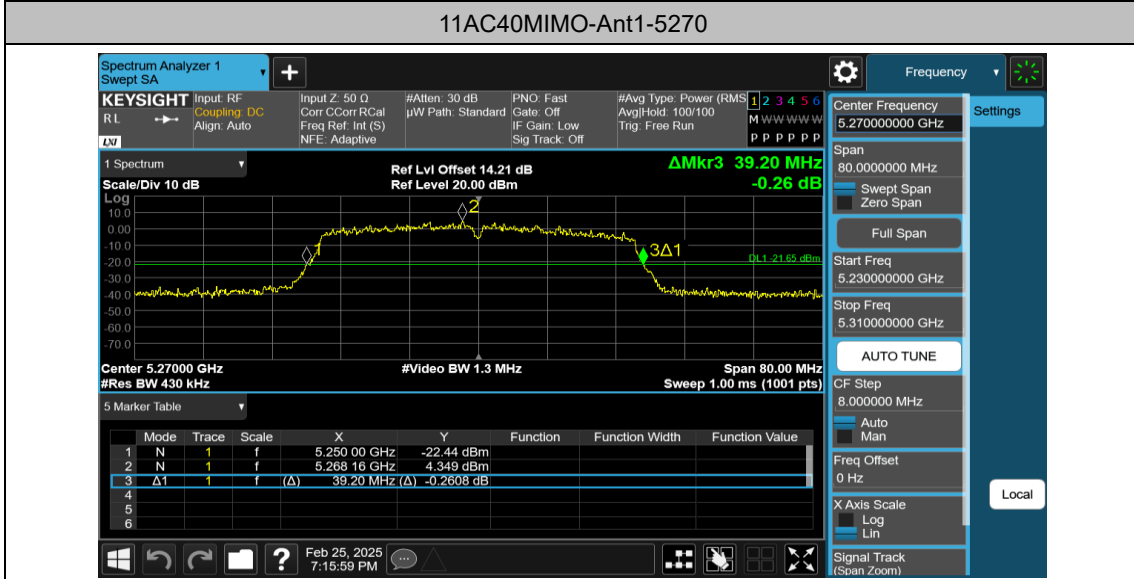 11AC40MIMO-Ant1-5270
Spectrum Analyzer 1
Swept SA
+
Frequency
KEYSIGHT
RL
LXI
Input: RF
Coupling: DC
Align: Auto
Input Z: 50 Ω
Corr CCorr RCal
Freq Ref: Int (S)
NFE: Adaptive
#Atten: 30 dB
µW Path: Standard
PNO: Fast
Gate: Off
IF Gain: Low
Sig Track: Off
#Avg Type: Power (RMS
Avg|Hold: 100/100
Trig: Free Run
1 2 3 4 5 6
M W W W W W
P P P P P P
1 Spectrum
Scale/Div 10 dB
Ref Lvl Offset 14.21 dB
Ref Level 20.00 dBm
ΔMkr3 39.20 MHz
-0.26 dB
Log
10.0
0.00
-10.0
-20.0
-30.0
-40.0
-50.0
-60.0
-70.0
1
2
3Δ1
DL1 -21.65 dBm
Center 5.27000 GHz
#Video BW 1.3 MHz
Span 80.00 MHz
#Res BW 430 kHz
Sweep 1.00 ms (1001 pts)
5 Marker Table
Mode Trace Scale X Y Function Function Width Function Value
1 N 1 f 5.250 00 GHz -22.44 dBm
2 N 1 f 5.268 16 GHz 4.349 dBm
3 Δ1 1 f (Δ) 39.20 MHz (Δ) -0.2608 dB
4
5
6
Feb 25, 2025
7:15:59 PM
Center Frequency
5.270000000 GHz
Span
80.0000000 MHz
Swept Span
Zero Span
Full Span
Start Freq
5.230000000 GHz
Stop Freq
5.310000000 GHz
AUTO TUNE
CF Step
8.000000 MHz
Auto
Man
Freq Offset
0 Hz
X Axis Scale
Log
Lin
Signal Track
(Span Zoom)
Settings
Local